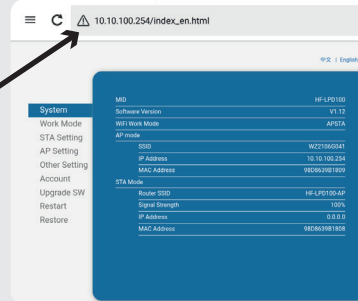 10.10.100.254/index_en.html
中文 | English
System
Work Mode
STA Setting
AP Setting
Other Setting
Account
Upgrade SW
Restart
Restore
MID HF-LPD100
Software Version V1.12
WiFi Work Mode APSTA
AP mode
SSID WZ2106G041
IP Address 10.10.100.254
MAC Address 98D8639B1809
STA Mode
Router SSID HF-LPD100-AP
Signal Strength 100%
IP Address 0.0.0.0
MAC Address 98D8639B1808